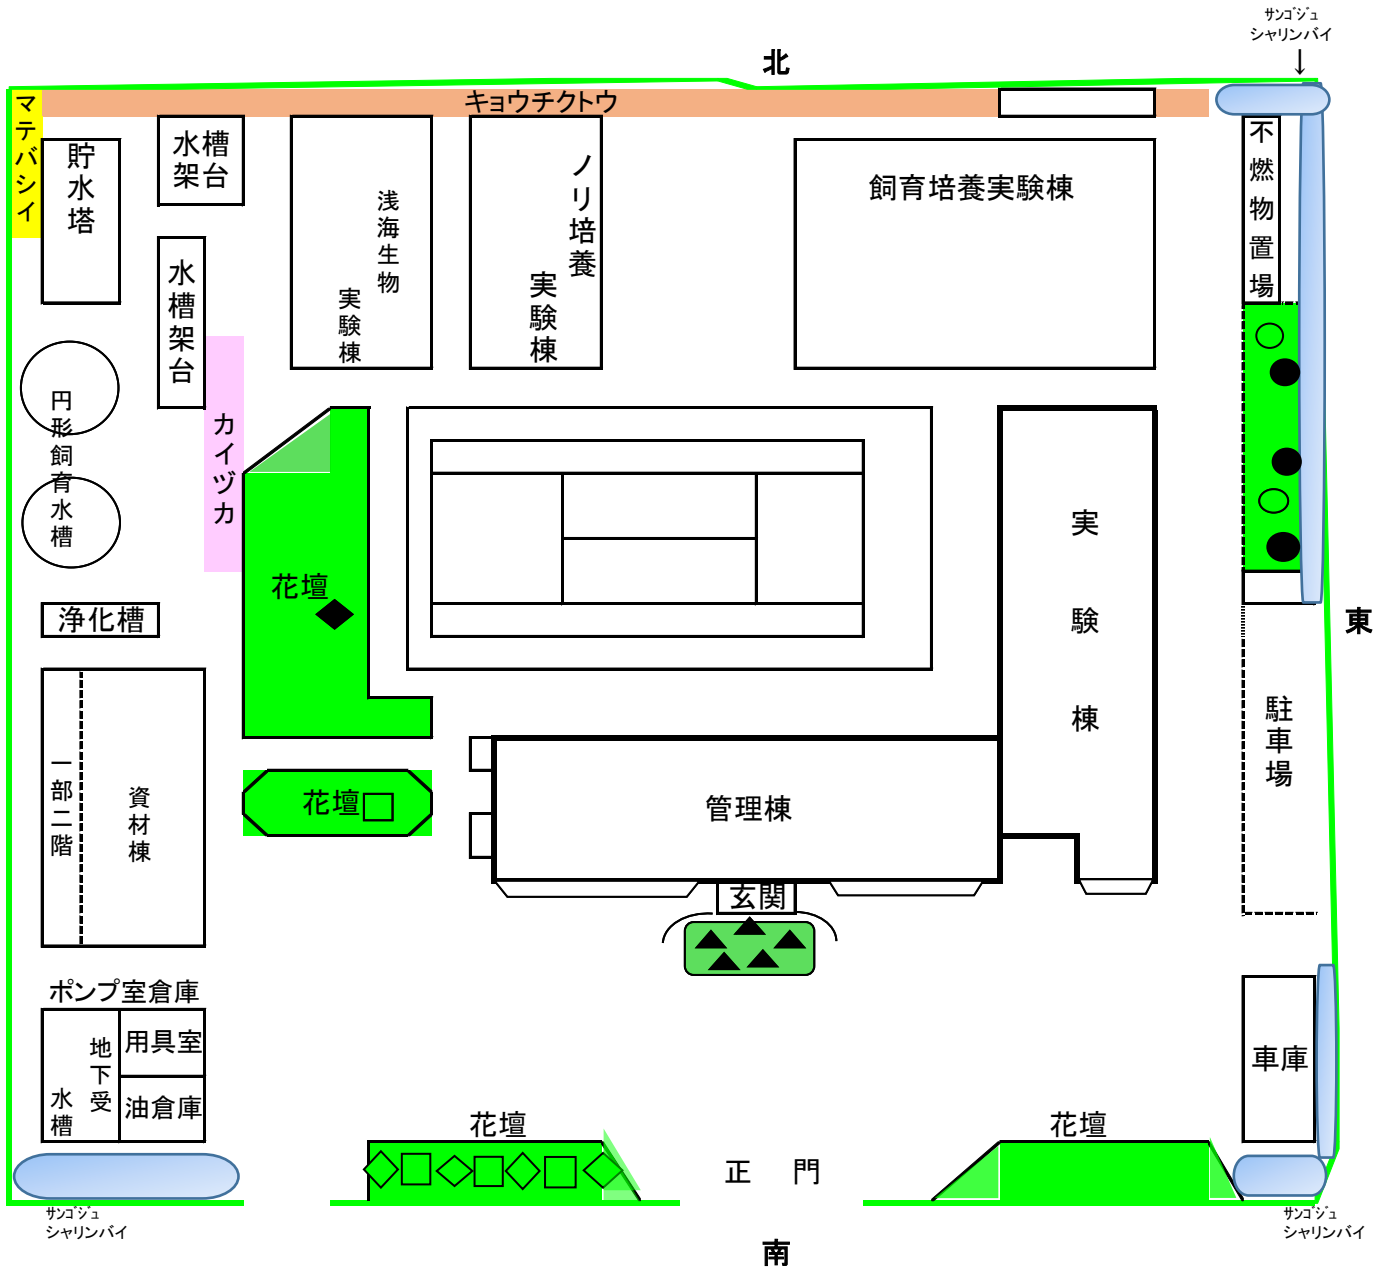 サンゴジュ
シャリンバイ
↓
北
キョウチクトウ
マテバシイ
貯水塔
水槽
架台
浅海生物
実験棟
ノリ培養
実験棟
飼育培養実験棟
不燃物置場
水槽架台
円形飼育水槽
カイヅカ
花壇
実験棟
東
浄化槽
駐車場
一部二階
資材棟
花壇
管理棟
玄関
ポンプ室倉庫
地下受
水槽
用具室
油倉庫
車庫
花壇
花壇
正 門
サンゴジュ
シャリンバイ
サンゴジュ
シャリンバイ
南